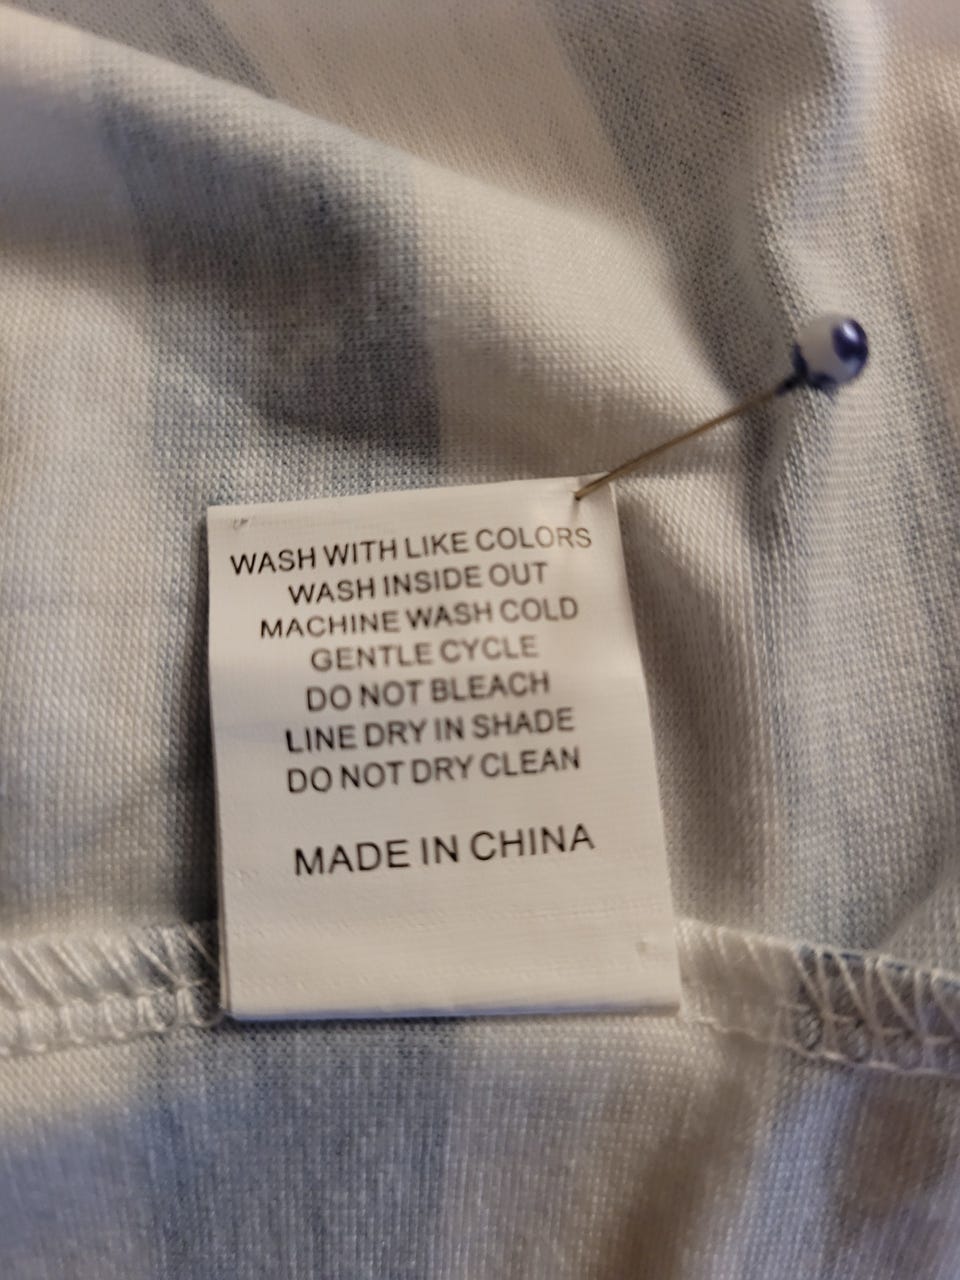 WASH WITH LIKE COLORS
WASH INSIDE OUT
MACHINE WASH COLD
GENTLE CYCLE
DO NOT BLEACH
LINE DRY IN SHADE
DO NOT DRY CLEAN
MADE IN CHINA